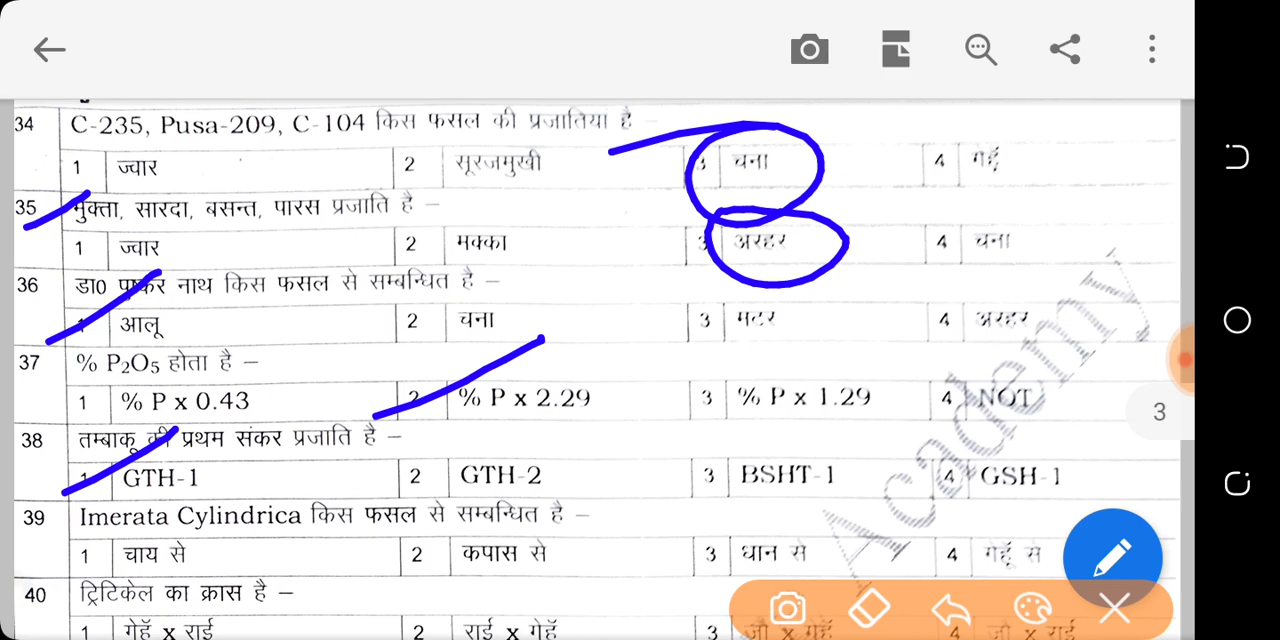 34 C-235, Pusa-209, C-104 किस फसल की प्रजातिया है –
1 ज्वार 2 सूरजमुखी 3 चना 4 गेहूँ
35 मुक्ता, सारदा, बसन्त, पारस प्रजाति है –
1 ज्वार 2 मक्का 3 अरहर 4 चना
36 डा0 पुष्कर नाथ किस फसल से सम्बन्धित है –
1 आलू 2 चना 3 मटर 4 अरहर
37 % P₂O₅ होता है –
1 % P x 0.43 2 % P x 2.29 3 % P x 1.29 4 NOT
38 तम्बाकू की प्रथम संकर प्रजाति है –
1 GTH-1 2 GTH-2 3 BSHT-1 4 GSH-1
39 Imerata Cylindrica किस फसल से सम्बन्धित है –
1 चाय से 2 कपास से 3 धान से 4 गेहूँ से
40 ट्रिटिकेल का क्रास है –
1 गेहूँ x राई 2 राई x गेहूँ 3 जौ x गेहूँ 4 जौ x राई
Academy
3